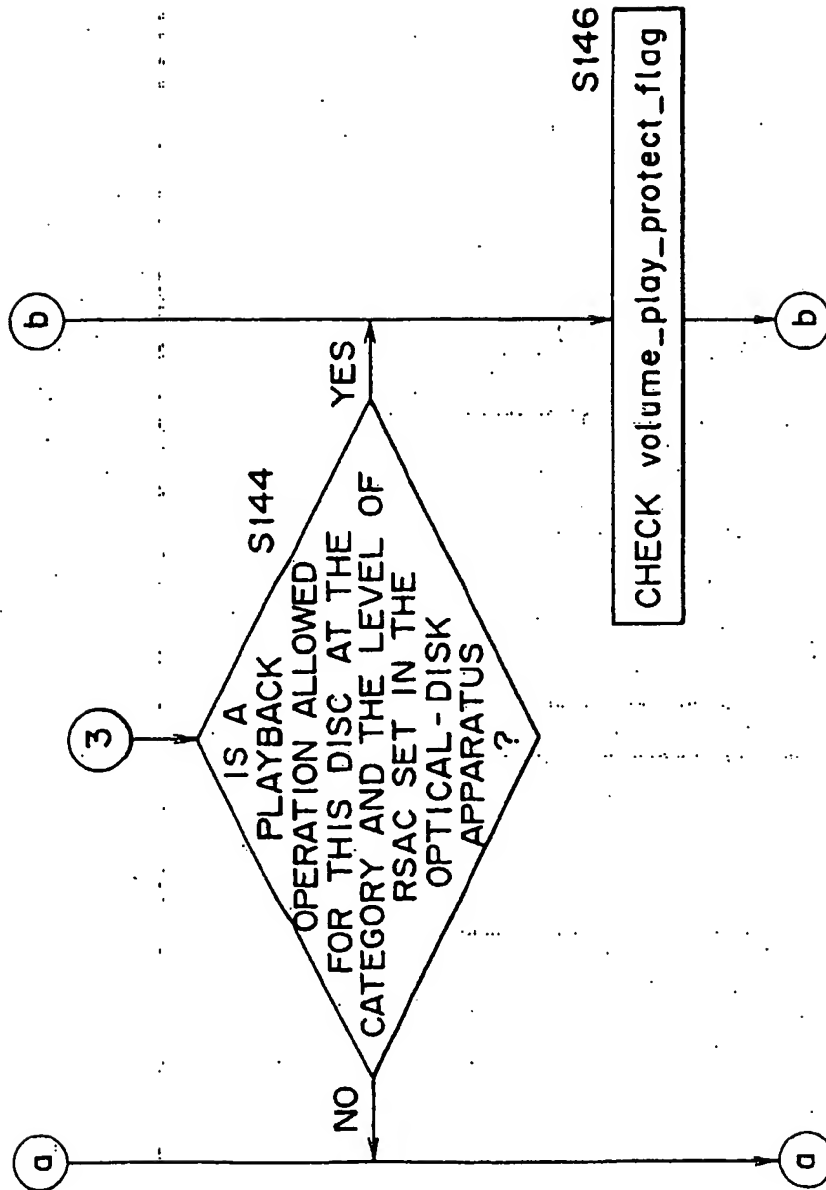 a
3
b
IS A
PLAYBACK
OPERATION ALLOWED
FOR THIS DISC AT THE
CATEGORY AND THE LEVEL OF
RSAC SET IN THE
OPTICAL-DISK
APPARATUS
?
S144
NO
YES
S146
CHECK volume_play_protect_flag
a
b